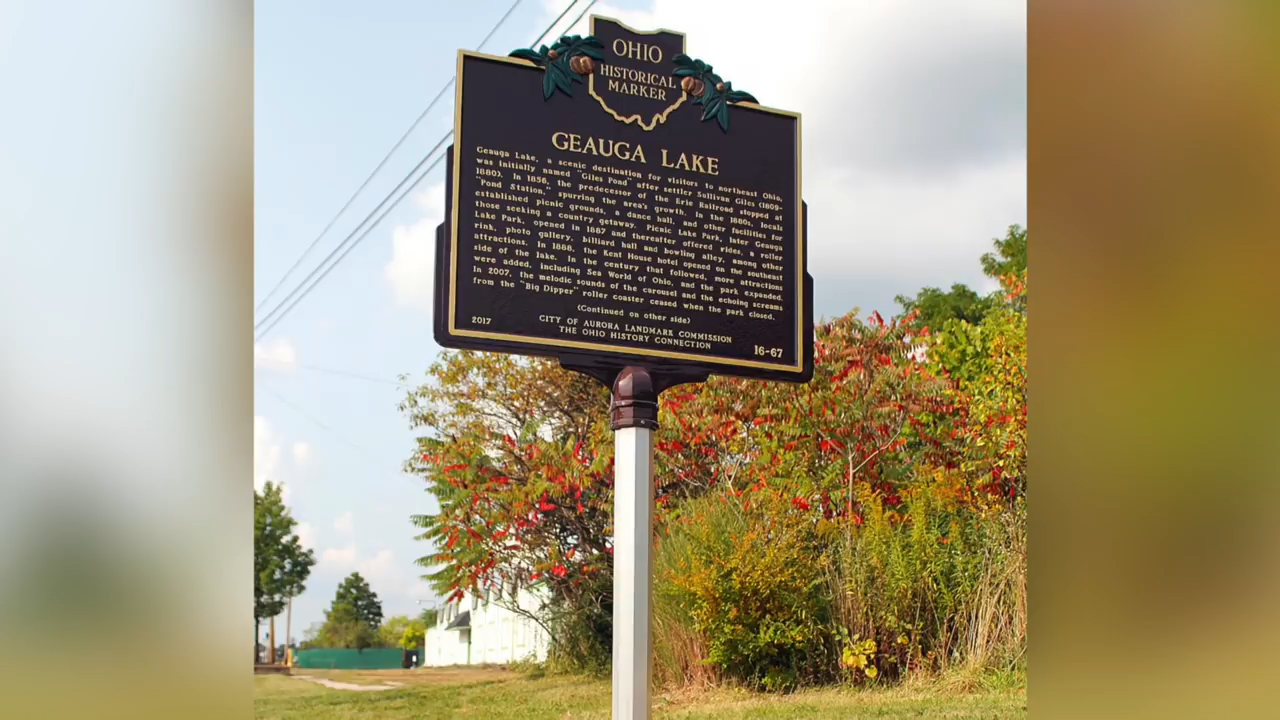 OHIO
HISTORICAL
MARKER
GEAUGA LAKE
Geauga Lake, a scenic destination for visitors to northeast Ohio,
was initially named "Giles Pond" after settler Sullivan Giles (1809-
1880). In 1856, the predecessor of the Erie Railroad stopped at
"Pond Station," spurring the area's growth. In the 1880s, locals
established picnic grounds, a dance hall, and other facilities for
those seeking a country getaway. Picnic Lake Park, later Geauga
Lake Park, opened in 1887 and thereafter offered rides, a roller
rink, photo gallery, billiard hall and bowling alley, among other
attractions. In 1888, the Kent House hotel opened on the southeast
side of the lake. In the century that followed, more attractions
were added, including Sea World of Ohio, and the park expanded.
In 2007, the melodic sounds of the carousel and the echoing screams
from the "Big Dipper" roller coaster ceased when the park closed.
(Continued on other side)
2017
CITY OF AURORA LANDMARK COMMISSION
THE OHIO HISTORY CONNECTION
16-67